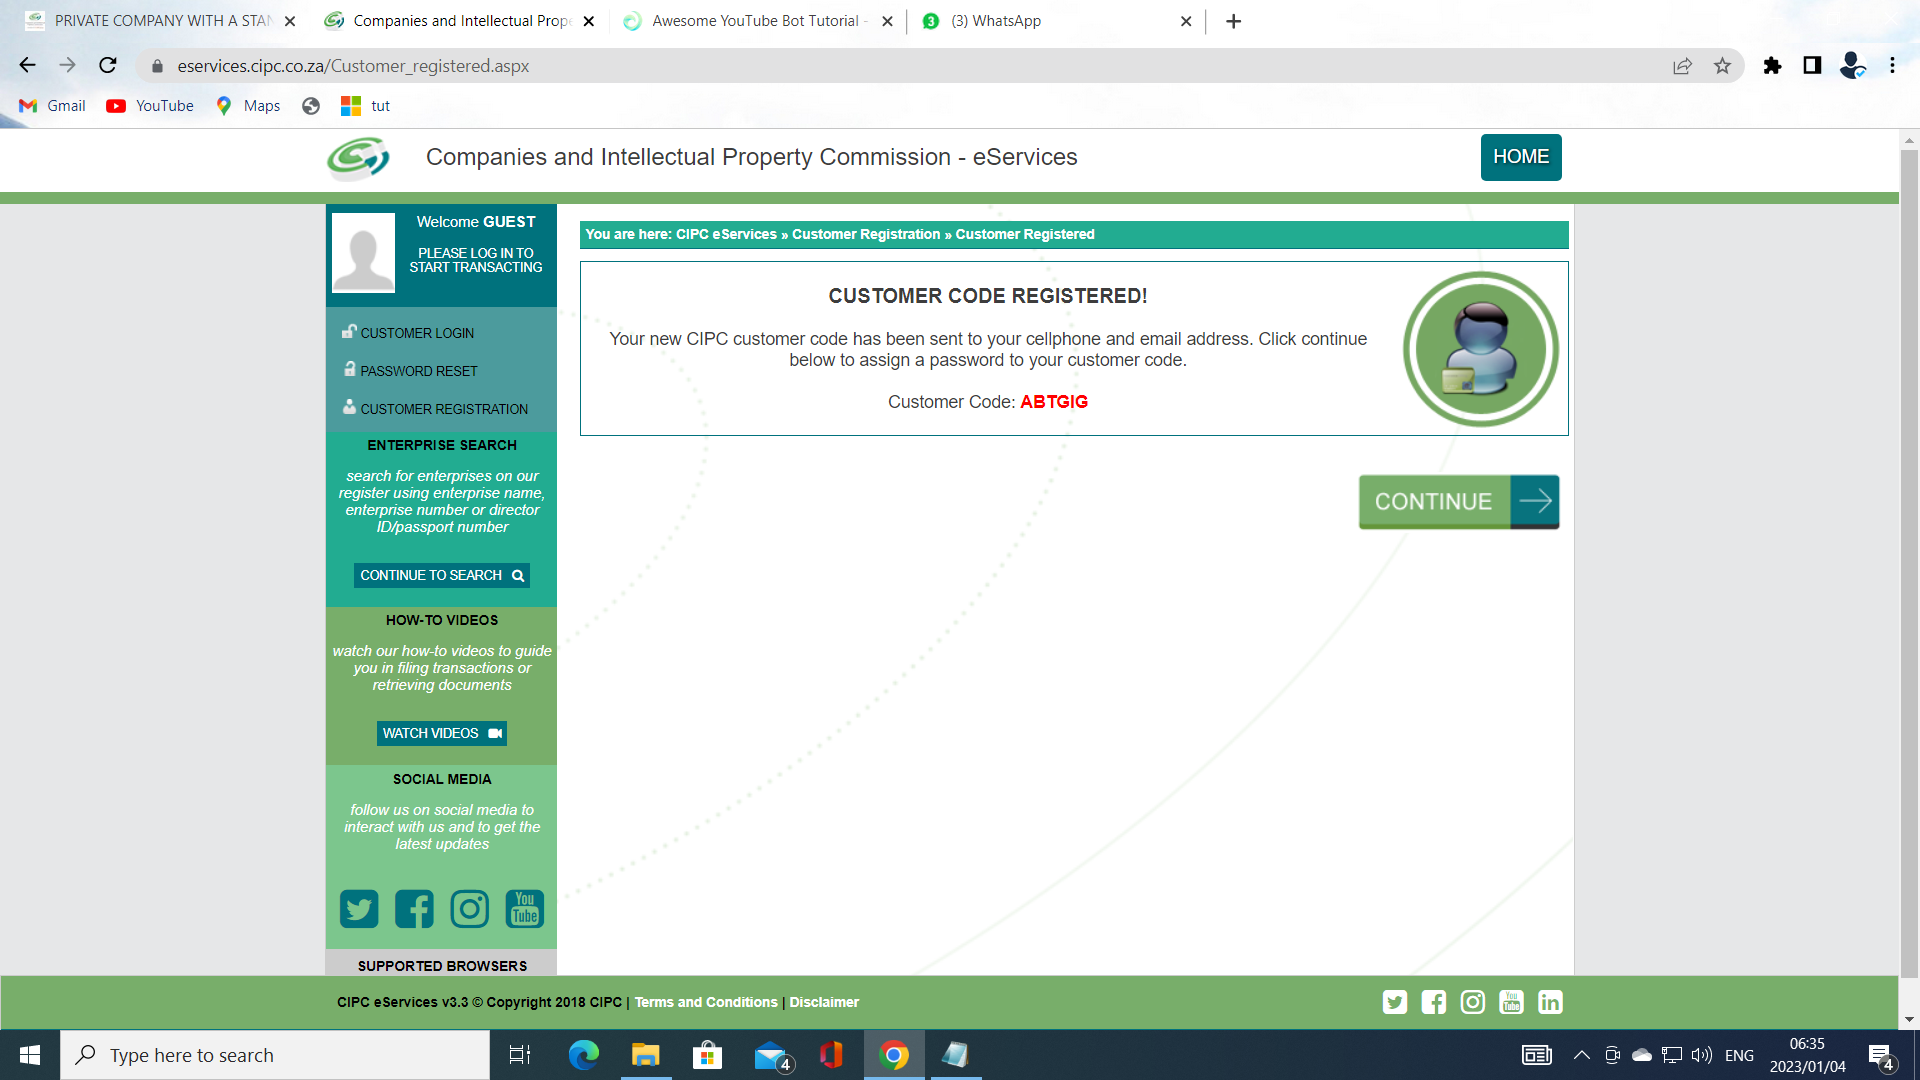 PRIVATE COMPANY WITH A STAN
Companies and Intellectual Prope
Awesome YouTube Bot Tutorial -
3
(3) WhatsApp
eservices.cipc.co.za/Customer_registered.aspx
Gmail
YouTube
Maps
tut
Companies and Intellectual Property Commission - eServices
HOME
Welcome GUEST
PLEASE LOG IN TO
START TRANSACTING
CUSTOMER LOGIN
PASSWORD RESET
CUSTOMER REGISTRATION
ENTERPRISE SEARCH
search for enterprises on our
register using enterprise name,
enterprise number or director
ID/passport number
CONTINUE TO SEARCH
HOW-TO VIDEOS
watch our how-to videos to guide
you in filing transactions or
retrieving documents
WATCH VIDEOS
SOCIAL MEDIA
follow us on social media to
interact with us and to get the
latest updates
You
Tube
SUPPORTED BROWSERS
You are here: CIPC eServices » Customer Registration » Customer Registered
CUSTOMER CODE REGISTERED!
Your new CIPC customer code has been sent to your cellphone and email address. Click continue
below to assign a password to your customer code.
Customer Code: ABTGIG
CONTINUE
CIPC eServices v3.3 © Copyright 2018 CIPC | Terms and Conditions | Disclaimer
You
Tube
in
Type here to search
4
ENG
06:35
2023/01/04
4